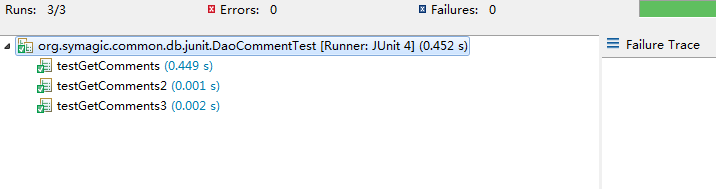 Runs: 3/3 Errors: 0 Failures: 0
org.symagic.common.db.junit.DaoCommentTest [Runner: JUnit 4] (0.452 s)
Failure Trace
testGetComments (0.449 s)
testGetComments2 (0.001 s)
testGetComments3 (0.002 s)